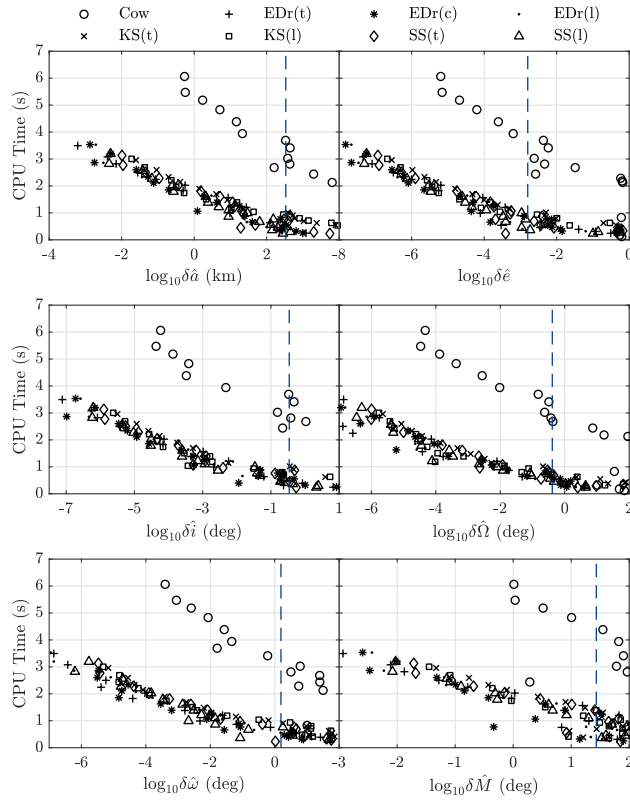 Cow EDr(t) EDr(c) EDr(l)
KS(t) KS(l) SS(t) SS(l)
7
6
5
4
3
2
1
0
CPU Time (s)
-4 -2 0 2 4 -8 -6 -4 -2 0
log₁₀δâ (km) log₁₀δê
7
6
5
4
3
2
1
0
CPU Time (s)
-7 -5 -3 -1 1 -8 -6 -4 -2 0 2
log₁₀δî (deg) log₁₀δΩ̂ (deg)
7
6
5
4
3
2
1
0
CPU Time (s)
-6 -4 -2 0 2 -3 -2 -1 0 1 2
log₁₀δω̂ (deg) log₁₀δM̂ (deg)